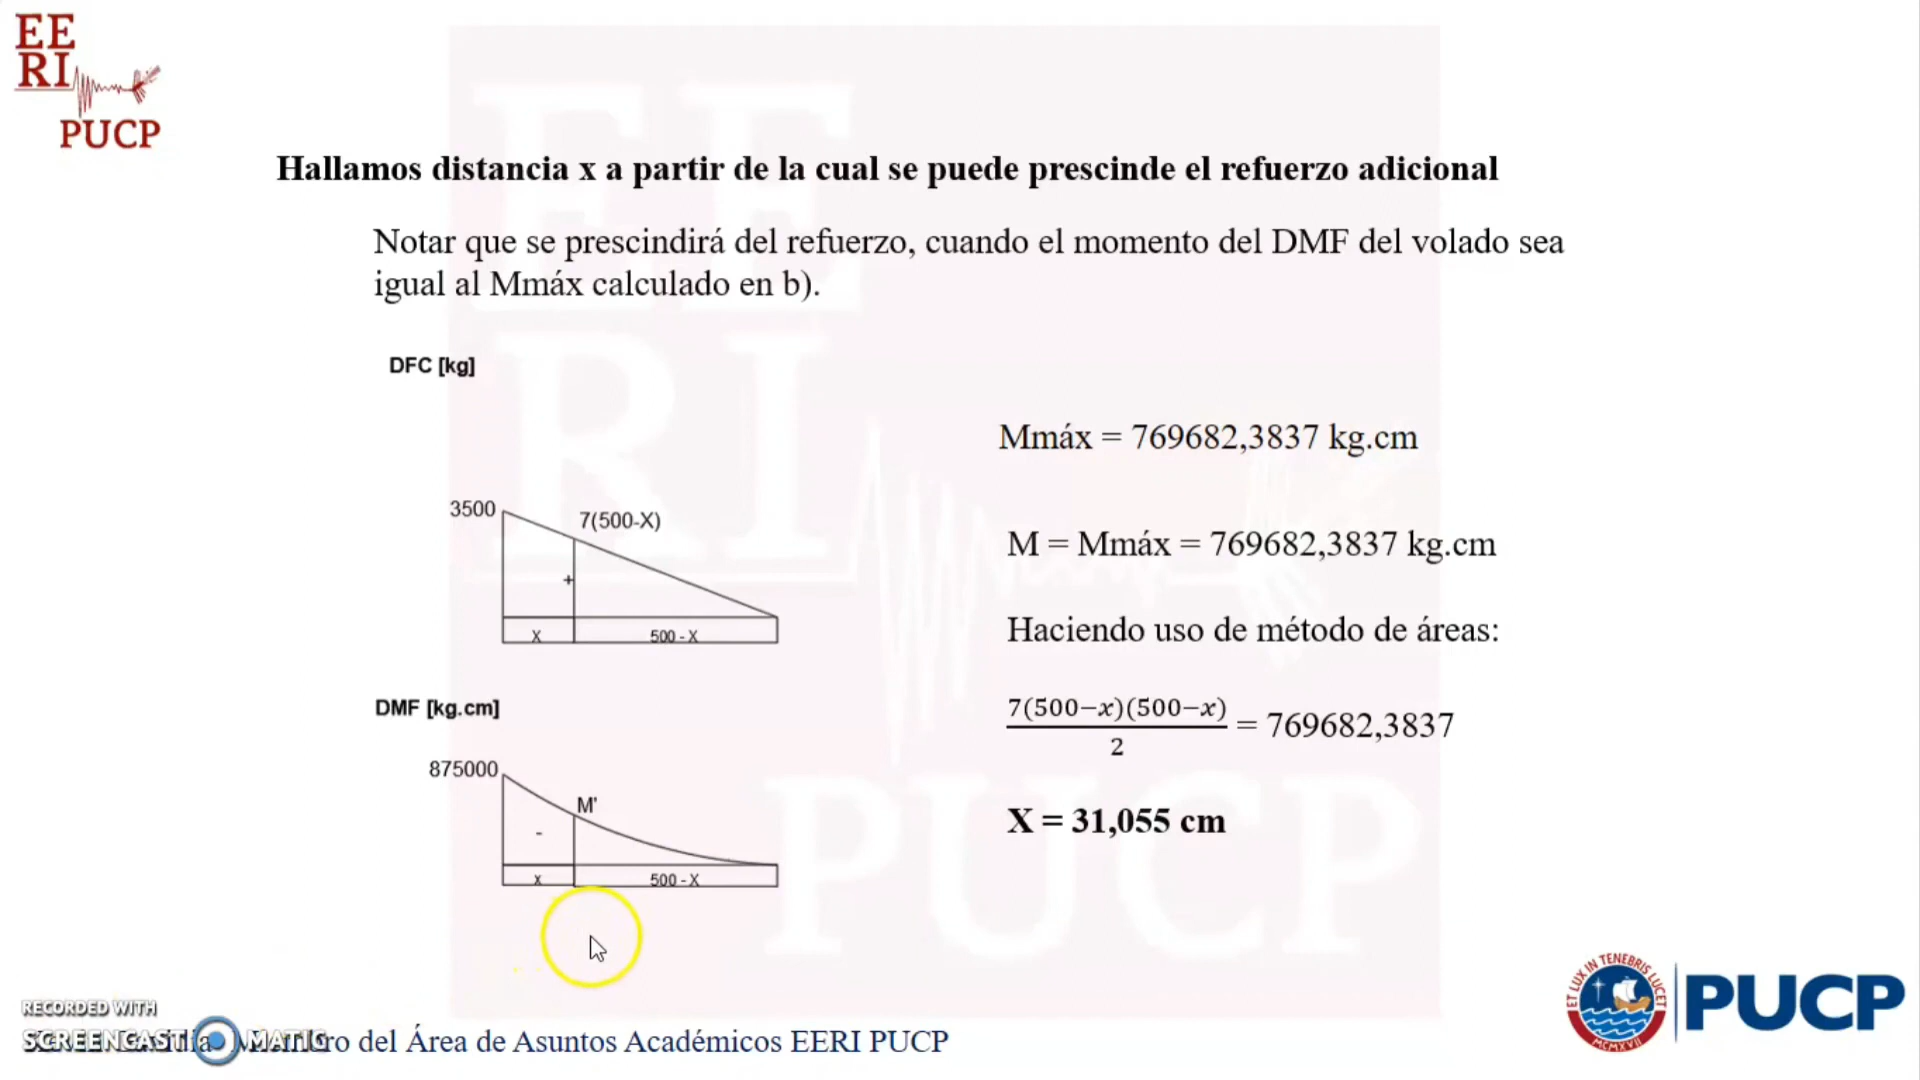 EE
RI
PUCP
Hallamos distancia x a partir de la cual se puede prescinde el refuerzo adicional
Notar que se prescindirá del refuerzo, cuando el momento del DMF del volado sea
igual al Mmáx calculado en b).
DFC [kg]
3500
7(500-X)
+
X
500 - X
DMF [kg.cm]
875000
M'
-
x
500 - X
Mmáx = 769682,3837 kg.cm
M = Mmáx = 769682,3837 kg.cm
Haciendo uso de método de áreas:
7(500−x)(500−x)
2
= 769682,3837
X = 31,055 cm
EE
RI
PUCP
RECORDED WITH
SCREENCAST MATIC
del Área de Asuntos Académicos EERI PUCP
ET LUX IN TENEBRIS LUCET
MCMXVII
PUCP